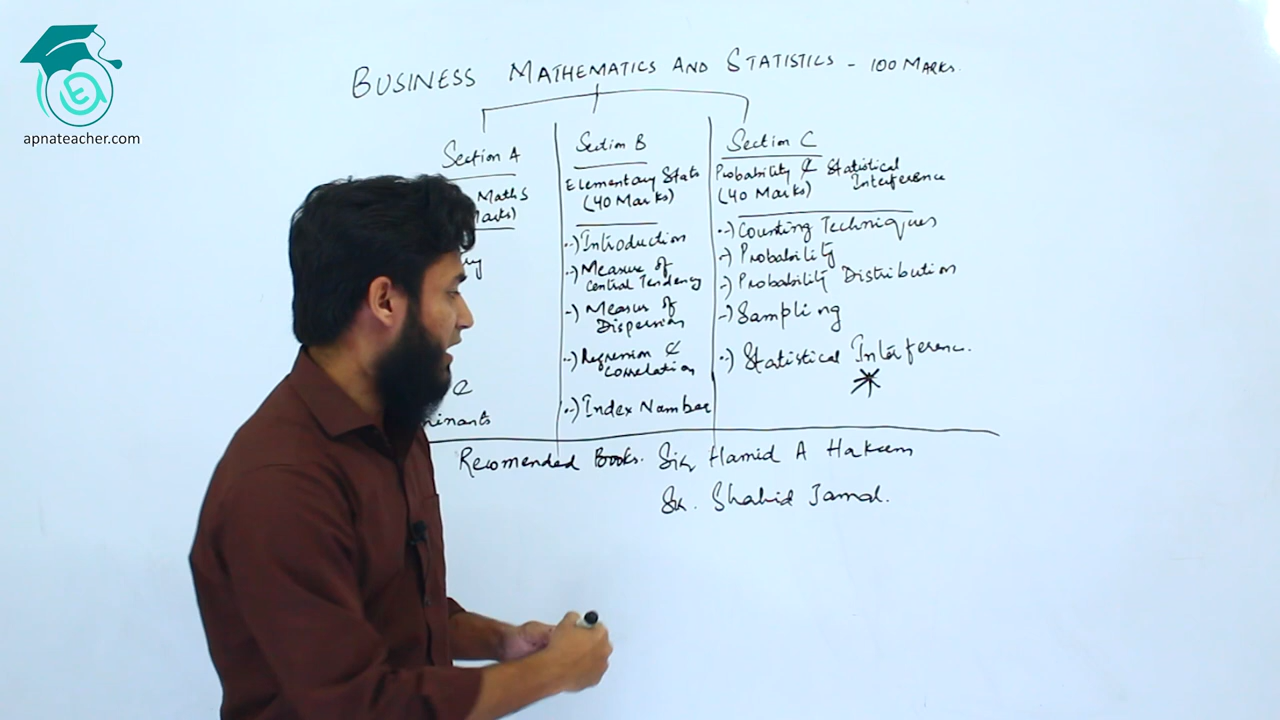 apnateacher.com
BUSINESS MATHEMATICS AND STATISTICS - 100 MARKS.
Section A
Maths
Section B
Elementary Stats
(40 Marks)
·-) Introduction
·-) Measure of
Central Tendency
·-) Measure of
Dispersion
·-) Regression &
Correlation
·-) Index Number
Section C
Probability & Statistical
Interference
(40 Marks)
·-) Counting Techniques
·-) Probability
·-) Probability Distribution
·-) Sampling
·-) Statistical Interference.
Recomended Books. Sir Hamid A Hakeem
Sir. Shahid Jamal.